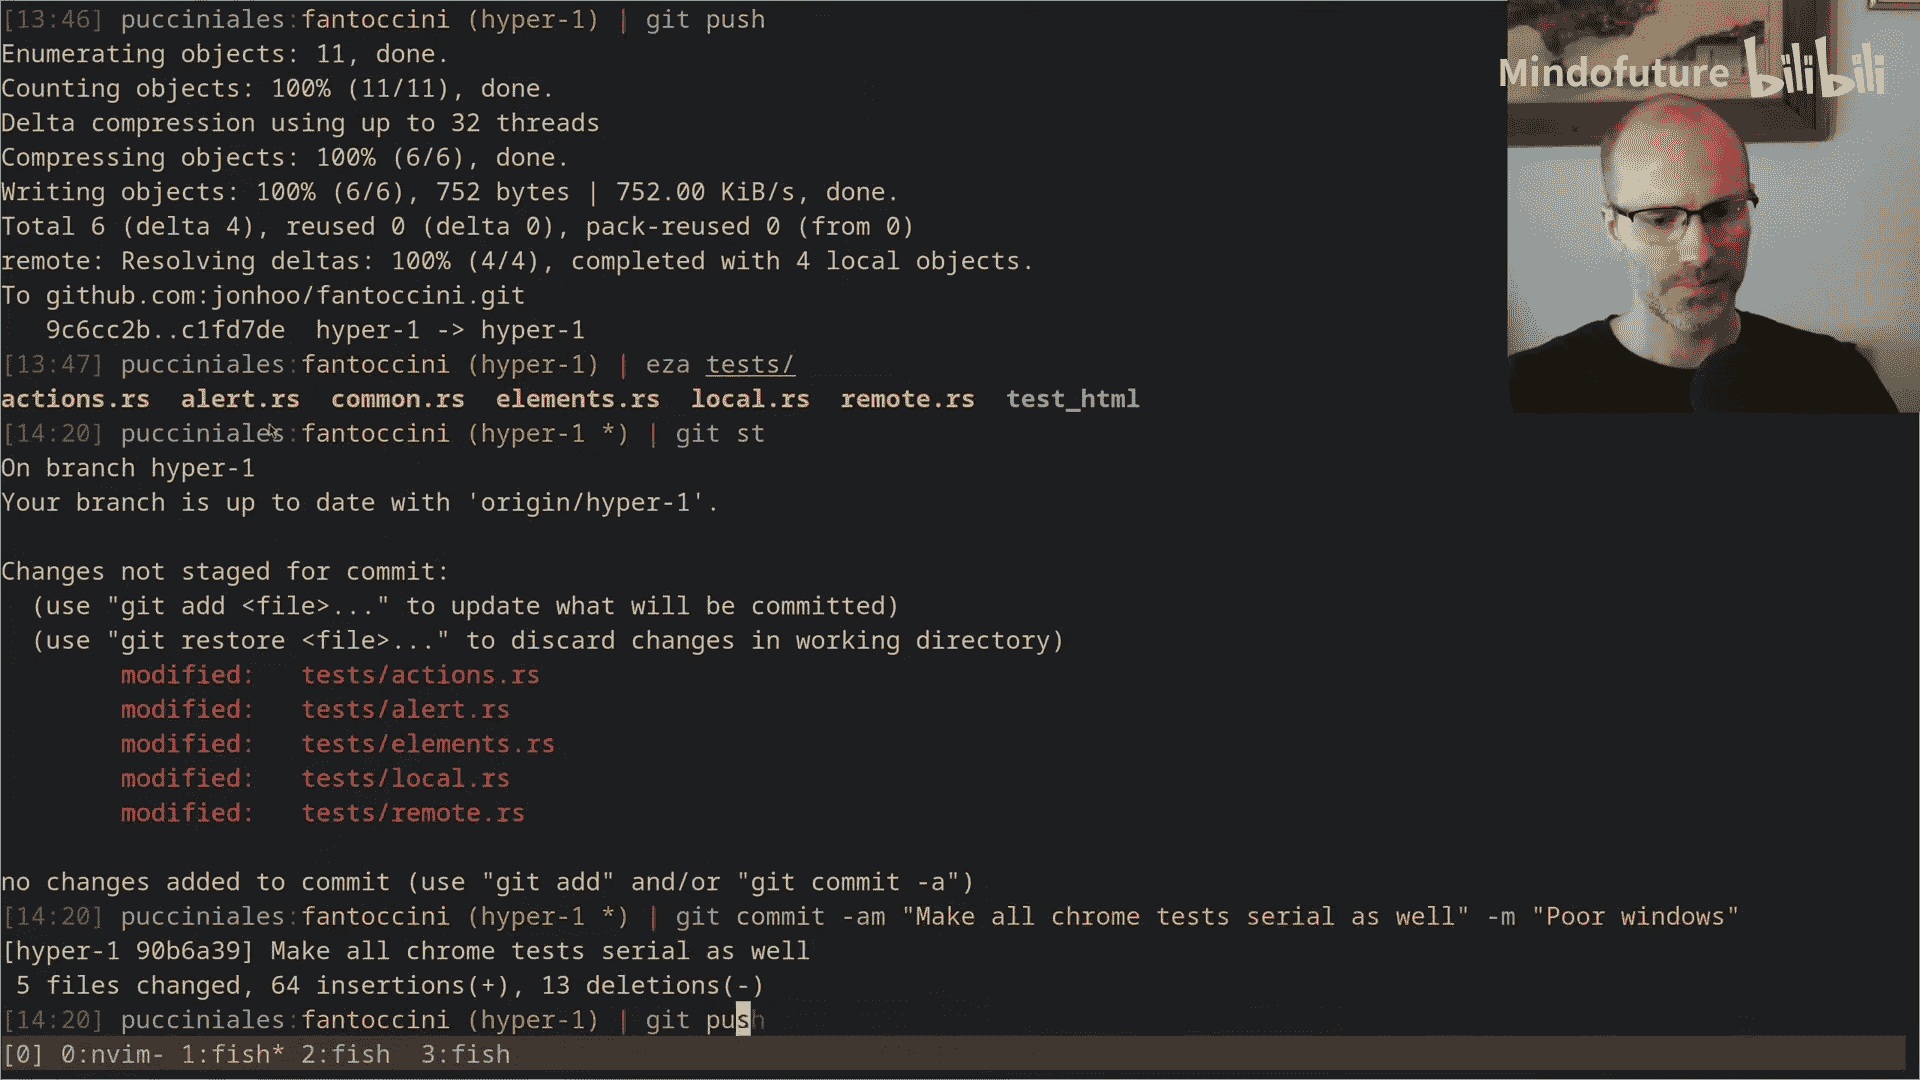 [13:46] pucciniales:fantoccini (hyper-1) | git push
Enumerating objects: 11, done.
Counting objects: 100% (11/11), done.
Delta compression using up to 32 threads
Compressing objects: 100% (6/6), done.
Writing objects: 100% (6/6), 752 bytes | 752.00 KiB/s, done.
Total 6 (delta 4), reused 0 (delta 0), pack-reused 0 (from 0)
remote: Resolving deltas: 100% (4/4), completed with 4 local objects.
To github.com:jonhoo/fantoccini.git
   9c6cc2b..c1fd7de  hyper-1 -> hyper-1
[13:47] pucciniales:fantoccini (hyper-1) | eza tests/
actions.rs  alert.rs  common.rs  elements.rs  local.rs  remote.rs  test_html
[14:20] pucciniales:fantoccini (hyper-1 *) | git st
On branch hyper-1
Your branch is up to date with 'origin/hyper-1'.
Changes not staged for commit:
  (use "git add <file>..." to update what will be committed)
  (use "git restore <file>..." to discard changes in working directory)
        modified:   tests/actions.rs
        modified:   tests/alert.rs
        modified:   tests/elements.rs
        modified:   tests/local.rs
        modified:   tests/remote.rs
no changes added to commit (use "git add" and/or "git commit -a")
[14:20] pucciniales:fantoccini (hyper-1 *) | git commit -am "Make all chrome tests serial as well" -m "Poor windows"
[hyper-1 90b6a39] Make all chrome tests serial as well
 5 files changed, 64 insertions(+), 13 deletions(-)
[14:20] pucciniales:fantoccini (hyper-1) | git push
[0] 0:nvim- 1:fish* 2:fish  3:fish
Mindofuture bilibili